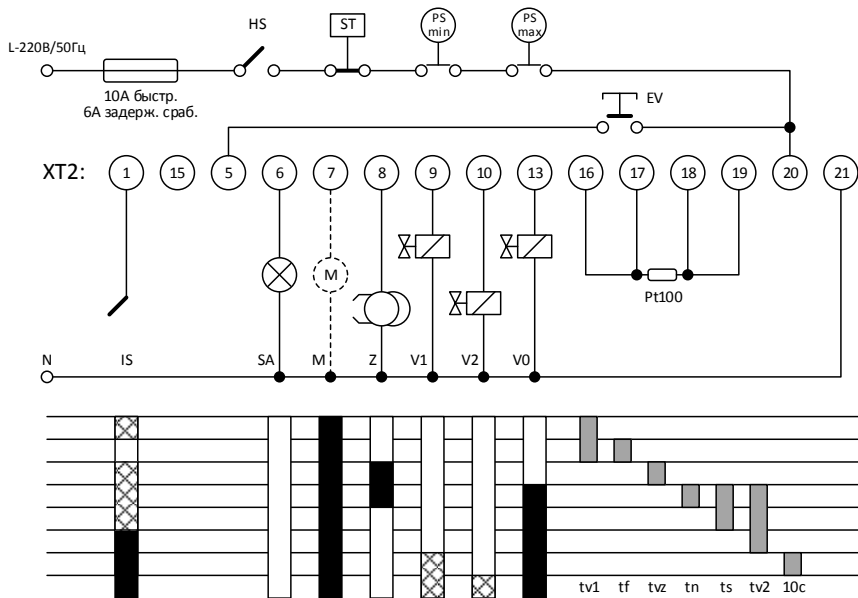 HS
ST
PS
min
PS
max
L-220В/50Гц
10А быстр.
6А задерж. сраб.
EV
XT2:
1 15 5 6 7 8 9 10 13 16 17 18 19 20 21
M
Pt100
N IS SA M Z V1 V2 V0
tv1 tf tvz tn ts tv2 10с